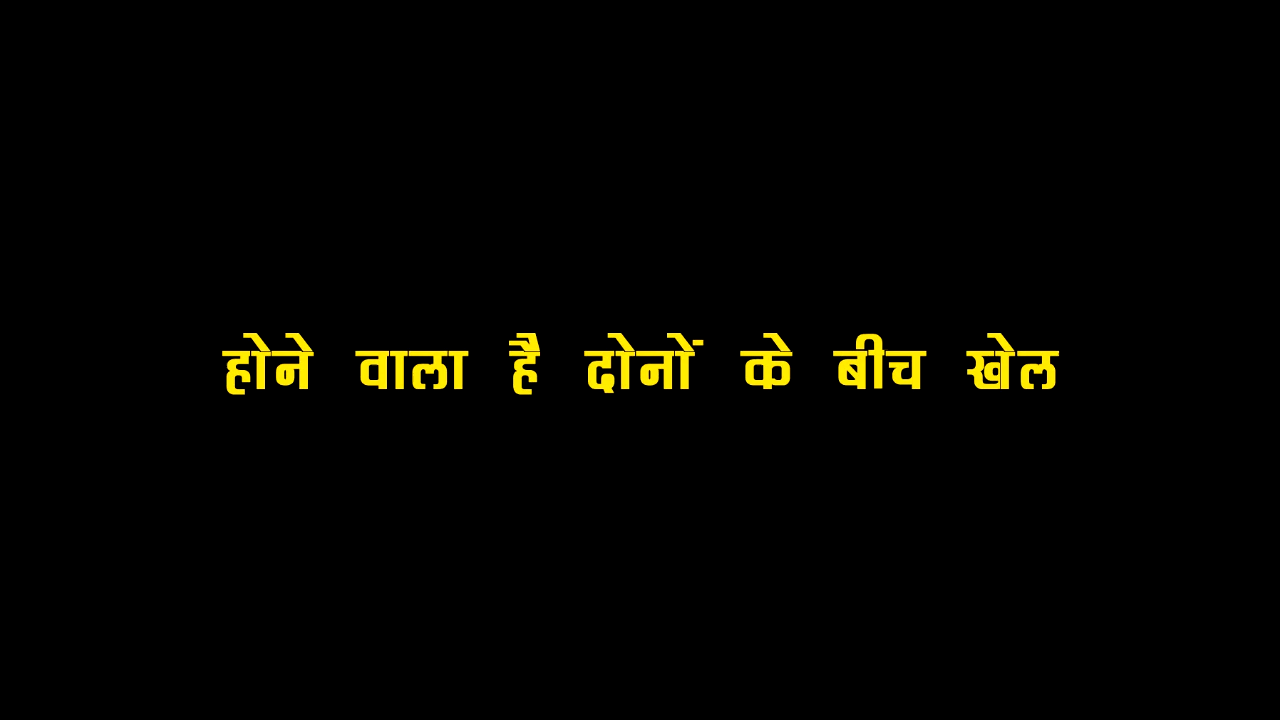 होने वाला है दोनों के बीच खेल